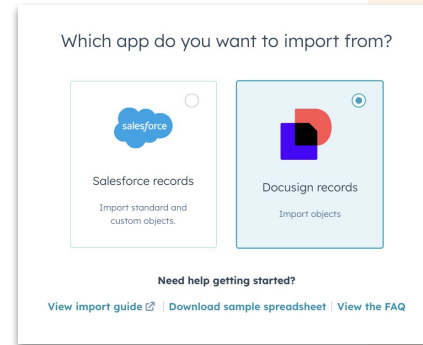 Which app do you want to import from?
salesforce
Salesforce records
Import standard and
custom objects.
Docusign records
Import objects
Need help getting started?
View import guide | Download sample spreadsheet | View the FAQ